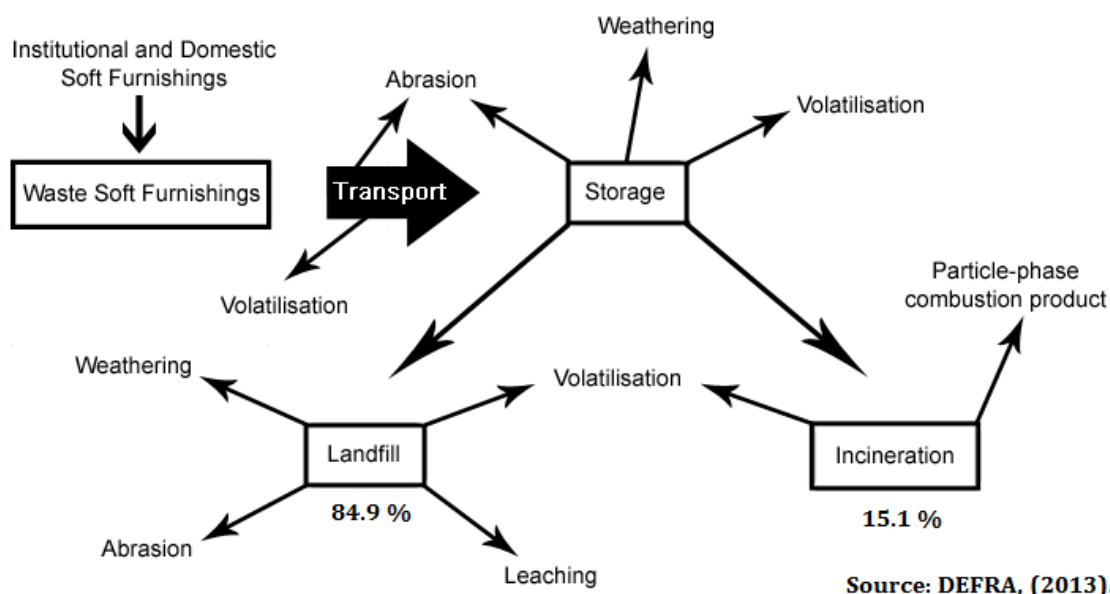 Weathering
Institutional and Domestic
Soft Furnishings
Abrasion
Volatilisation
Waste Soft Furnishings
Transport
Storage
Particle-phase
combustion product
Volatilisation
Weathering
Volatilisation
Landfill
Incineration
84.9 %
15.1 %
Abrasion
Leaching
Source: DEFRA, (2013).